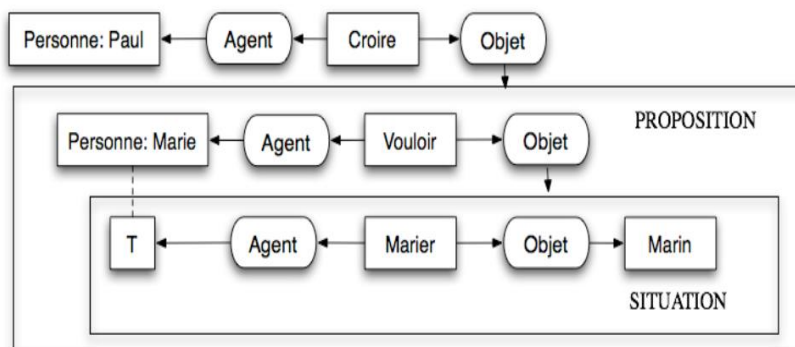 Personne: Paul Agent Croire Objet
PROPOSITION
Personne: Marie Agent Vouloir Objet
T Agent Marier Objet Marin
SITUATION